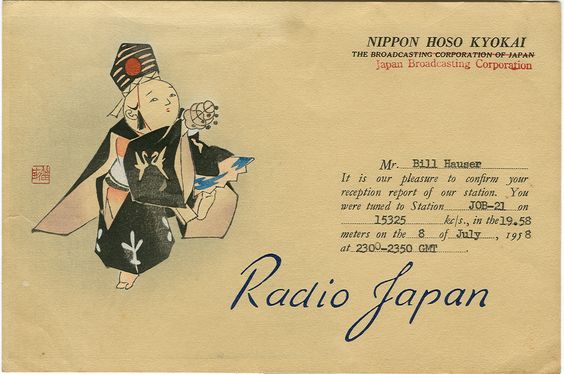 NIPPON HOSO KYOKAI
THE BROADCASTING CORPORATION OF JAPAN
Japan Broadcasting Corporation
Mr. Bill Hauser
It is our pleasure to confirm your
reception report of our station. You
were tuned to Station JOB-21 on
15325 kc/s., in the 19.58
meters on the 8 of July, 1958
at 2300-2350 GMT.
Radio Japan